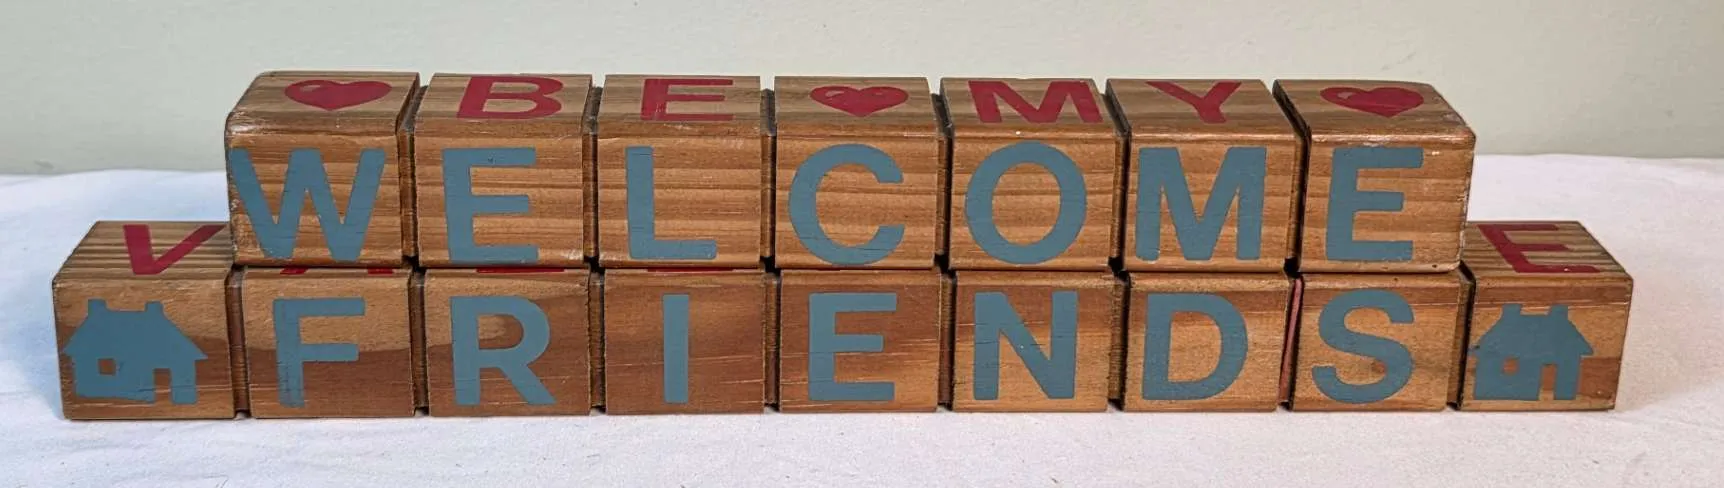 BE MY
WELCOME
V E
FRIENDS